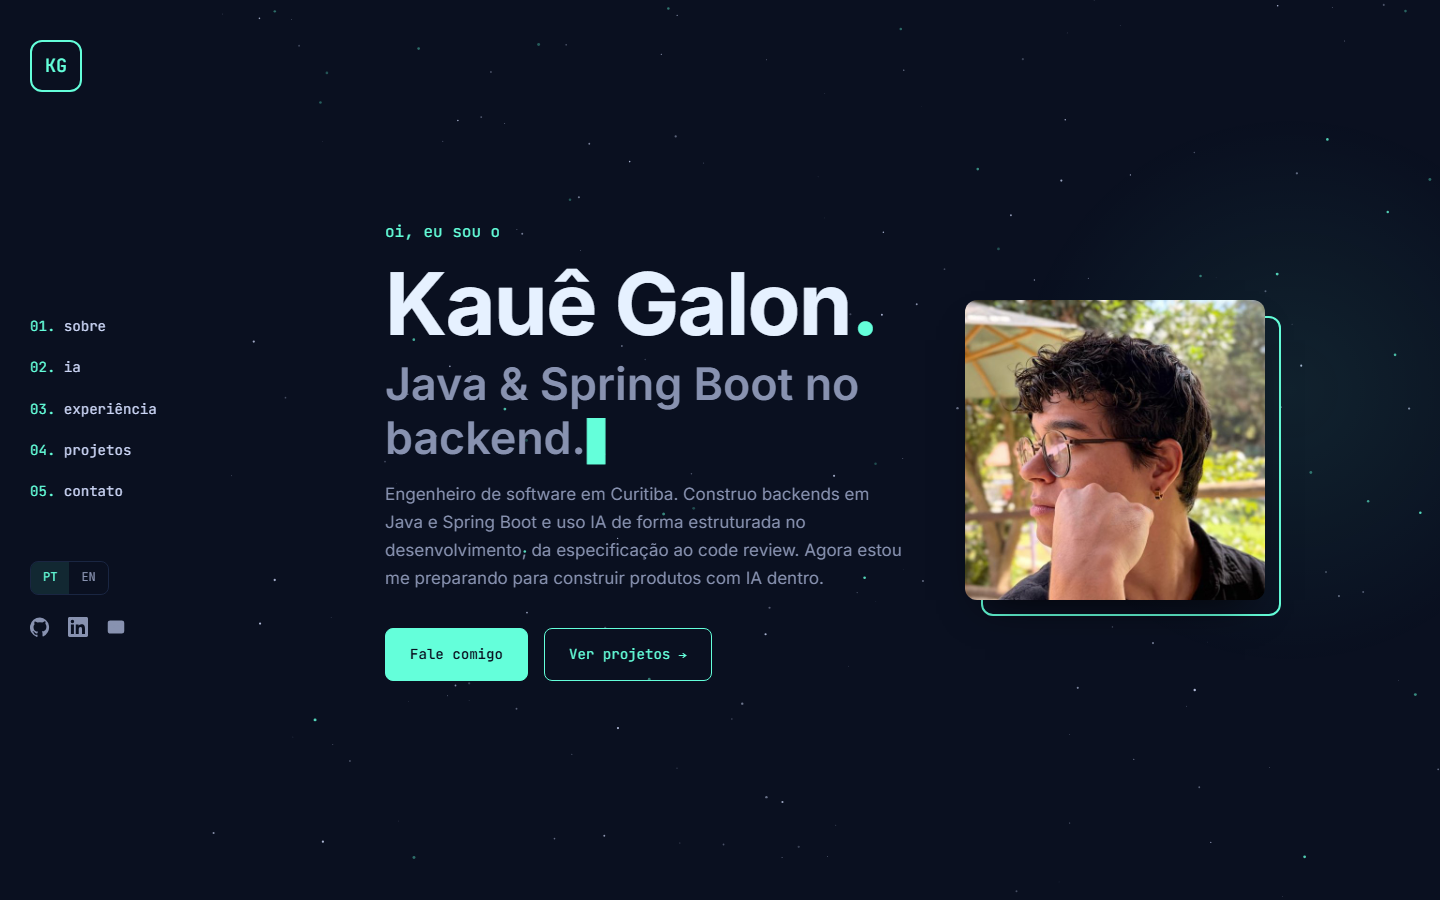 KG
01. sobre
02. ia
03. experiência
04. projetos
05. contato
PT EN
in
oi, eu sou o
Kauê Galon.
Java & Spring Boot no
backend.
Engenheiro de software em Curitiba. Construo backends em
Java e Spring Boot e uso IA de forma estruturada no
desenvolvimento, da especificação ao code review. Agora estou
me preparando para construir produtos com IA dentro.
Fale comigo
Ver projetos →